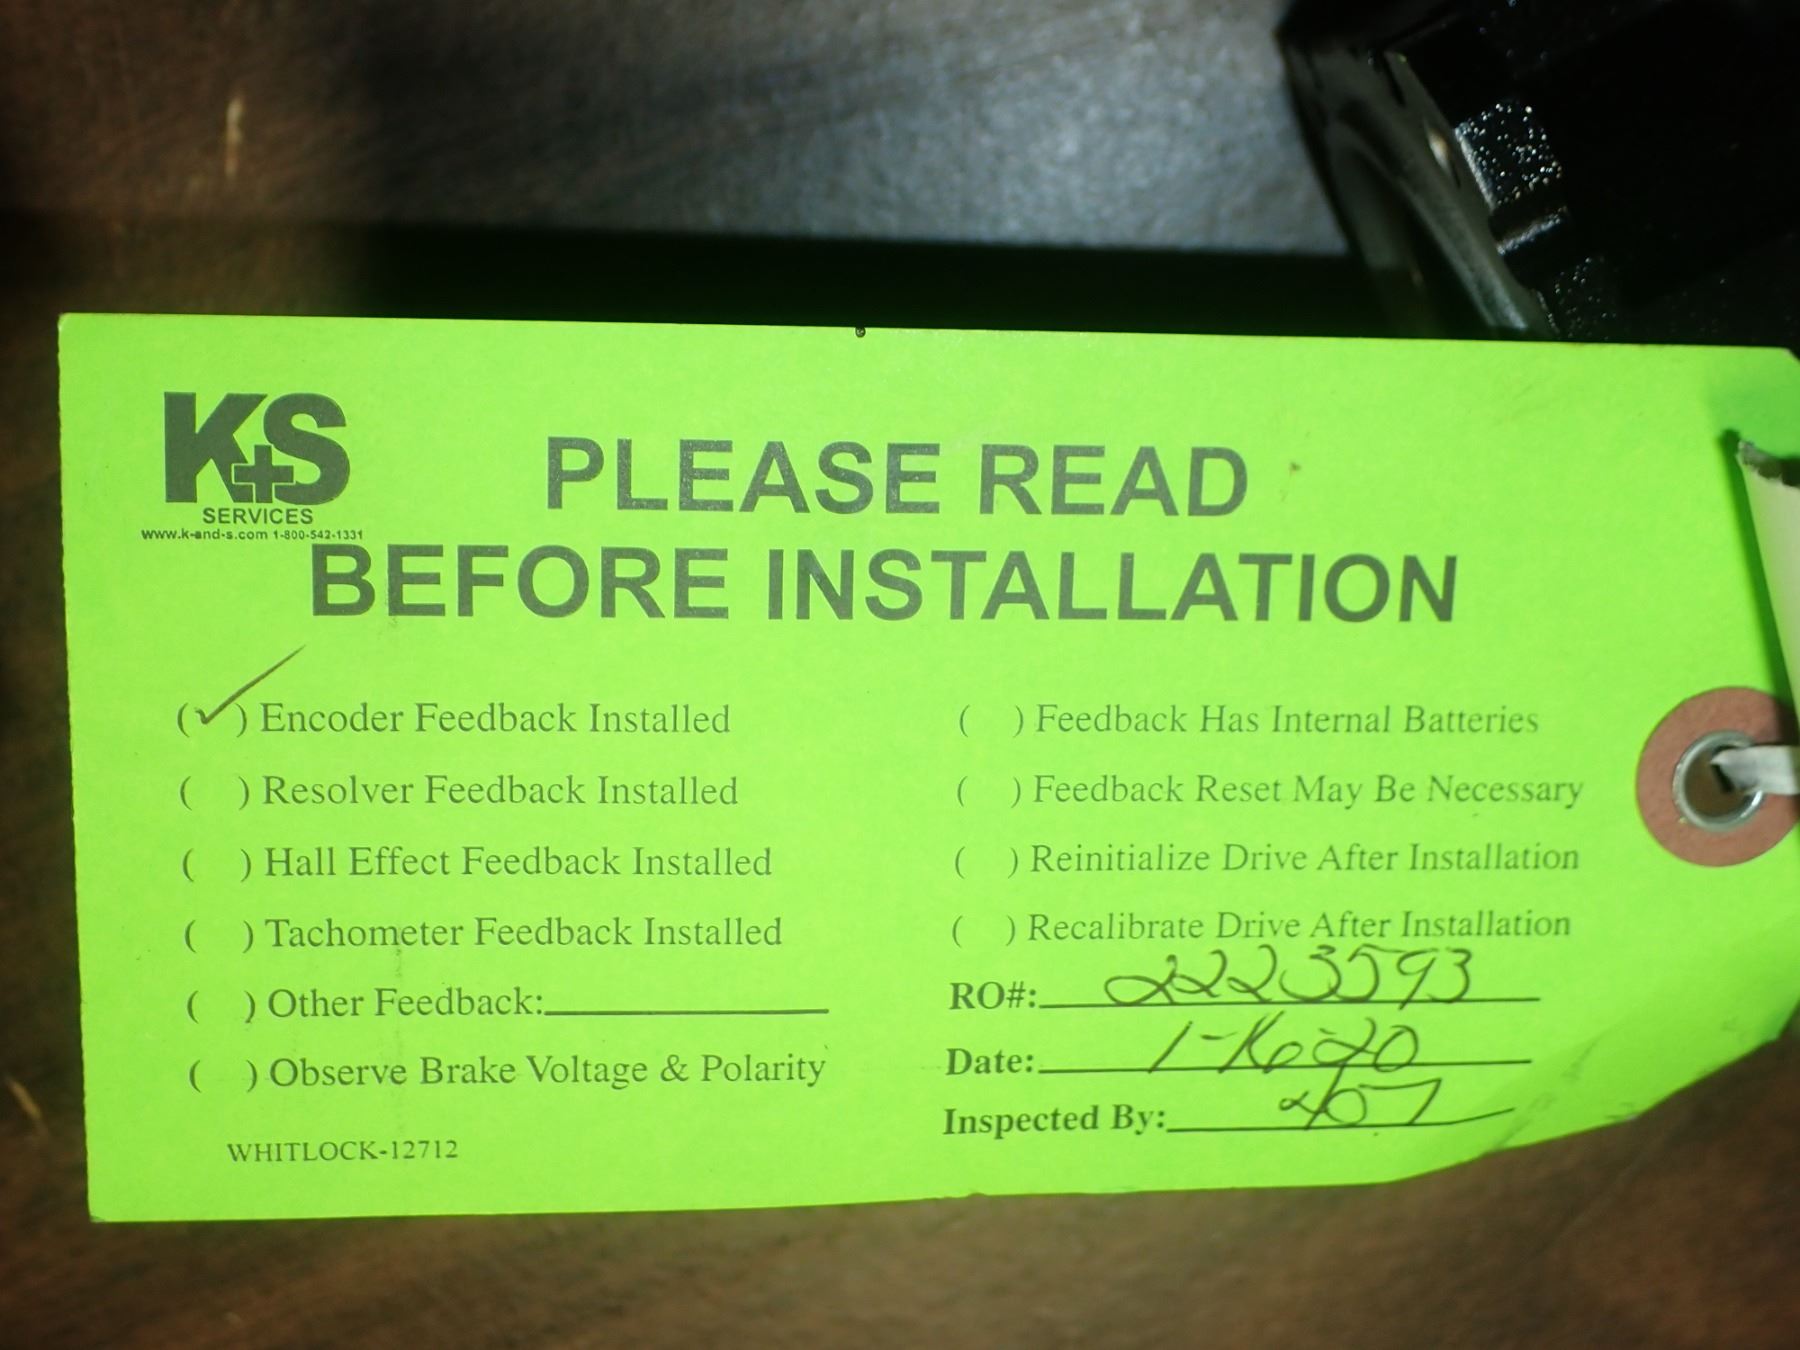 K+S
SERVICES
www.k-and-s.com 1-800-542-1331
PLEASE READ
BEFORE INSTALLATION
(✓) Encoder Feedback Installed
( ) Resolver Feedback Installed
( ) Hall Effect Feedback Installed
( ) Tachometer Feedback Installed
( ) Other Feedback:
( ) Observe Brake Voltage & Polarity
WHITLOCK-12712
( ) Feedback Has Internal Batteries
( ) Feedback Reset May Be Necessary
( ) Reinitialize Drive After Installation
( ) Recalibrate Drive After Installation
RO#: 2223593
Date: 1-16-20
Inspected By: 407